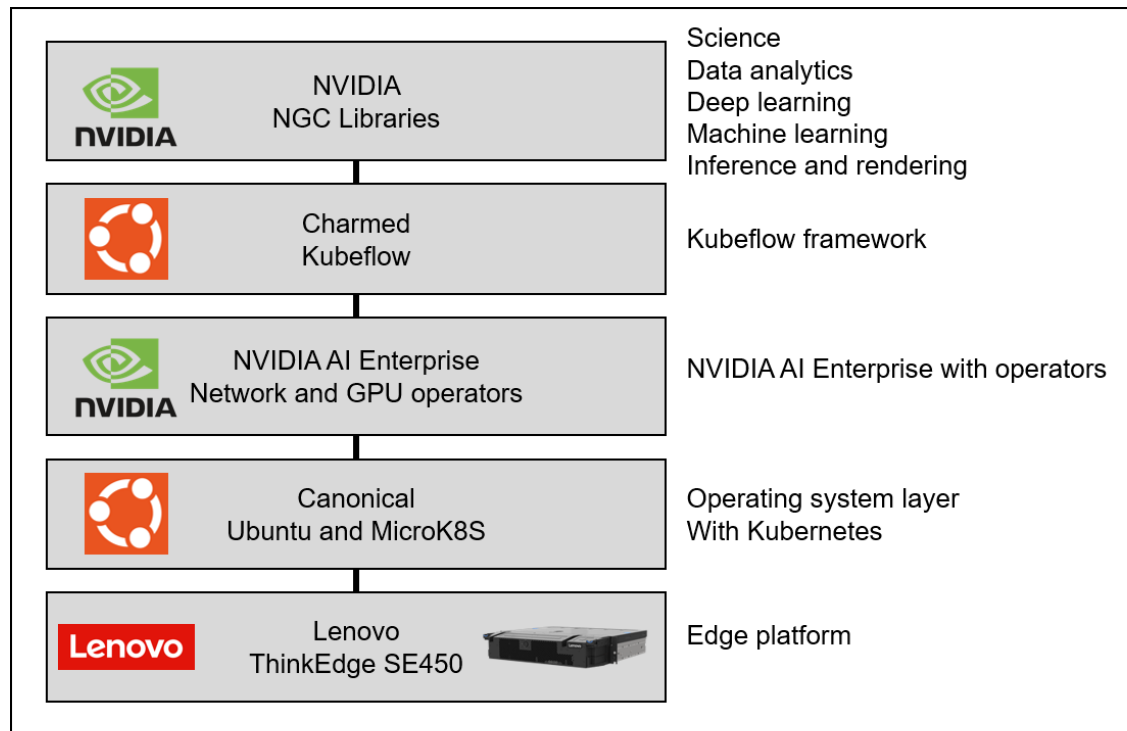 NVIDIA
NVIDIA
NGC Libraries
Science
Data analytics
Deep learning
Machine learning
Inference and rendering
Charmed
Kubeflow
Kubeflow framework
NVIDIA
NVIDIA AI Enterprise
Network and GPU operators
NVIDIA AI Enterprise with operators
Canonical
Ubuntu and MicroK8S
Operating system layer
With Kubernetes
Lenovo
Lenovo
ThinkEdge SE450
Edge platform